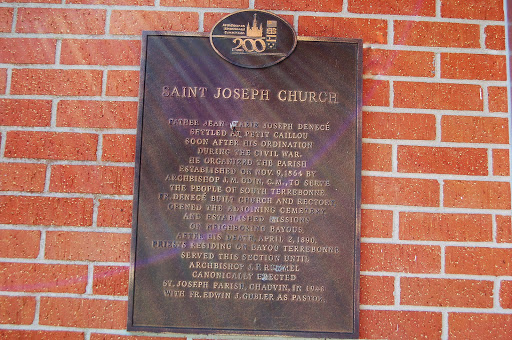 200
SAINT JOSEPH CHURCH
FATHER JEAN-MARIE JOSEPH DENECÉ
SETTLED AT PETIT CAILLOU
SOON AFTER HIS ORDINATION
DURING THE CIVIL WAR.
HE ORGANIZED THE PARISH
ESTABLISHED ON NOV. 9, 1864 BY
ARCHBISHOP J. M. ODIN, C.M., TO SERVE
THE PEOPLE OF SOUTH TERREBONNE.
FR. DENECÉ BUILT CHURCH AND RECTORY,
OPENED THE ADJOINING CEMETERY,
AND ESTABLISHED MISSIONS
ON NEIGHBORING BAYOUS.
AFTER HIS DEATH APRIL 2, 1890,
PRIESTS RESIDING ON BAYOU TERREBONNE
SERVED THIS SECTION UNTIL
ARCHBISHOP J. F. RUMMEL
CANONICALLY ERECTED
ST. JOSEPH PARISH, CHAUVIN, IN
WITH FR. EDWIN J. GUBLER AS PASTOR.